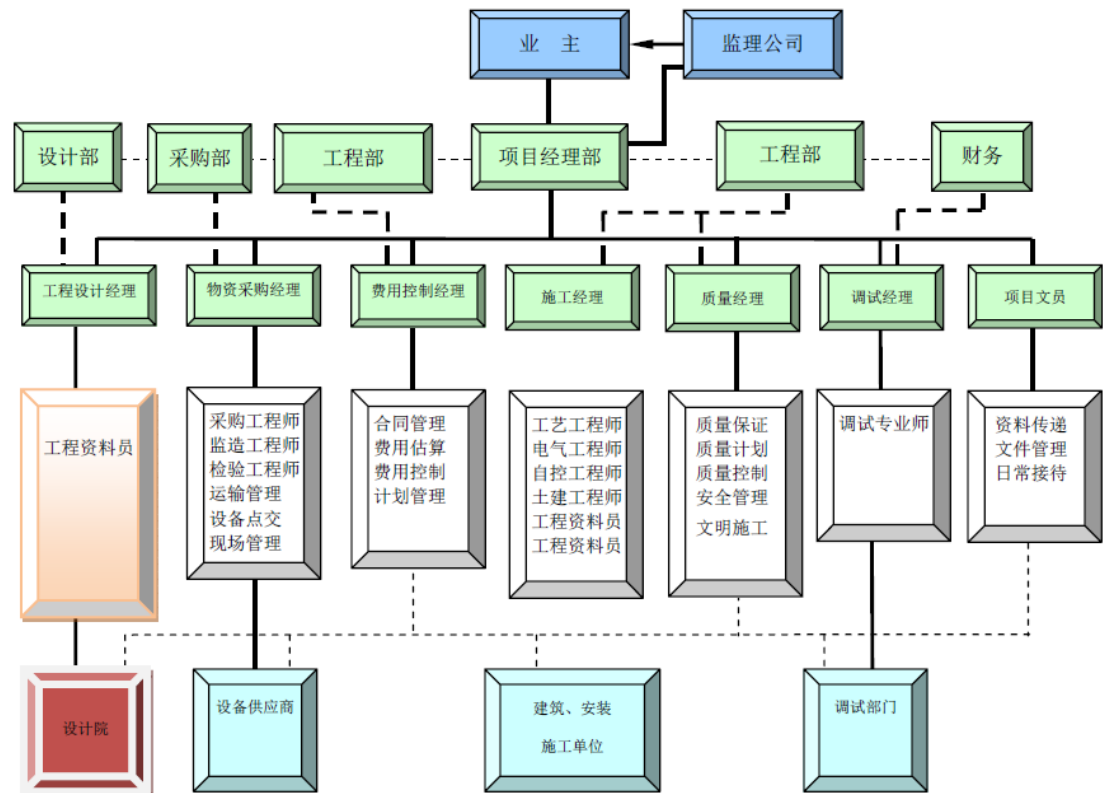 业 主
监理公司
设计部
采购部
工程部
项目经理部
工程部
财务
工程设计经理
物资采购经理
费用控制经理
施工经理
质量经理
调试经理
项目文员
工程资料员
采购工程师
监造工程师
检验工程师
运输管理
设备点交
现场管理
合同管理
费用估算
费用控制
计划管理
工艺工程师
电气工程师
自控工程师
土建工程师
工程资料员
工程资料员
质量保证
质量计划
质量控制
安全管理
文明施工
调试专业师
资料传递
文件管理
日常接待
设计院
设备供应商
建筑、安装
施工单位
调试部门